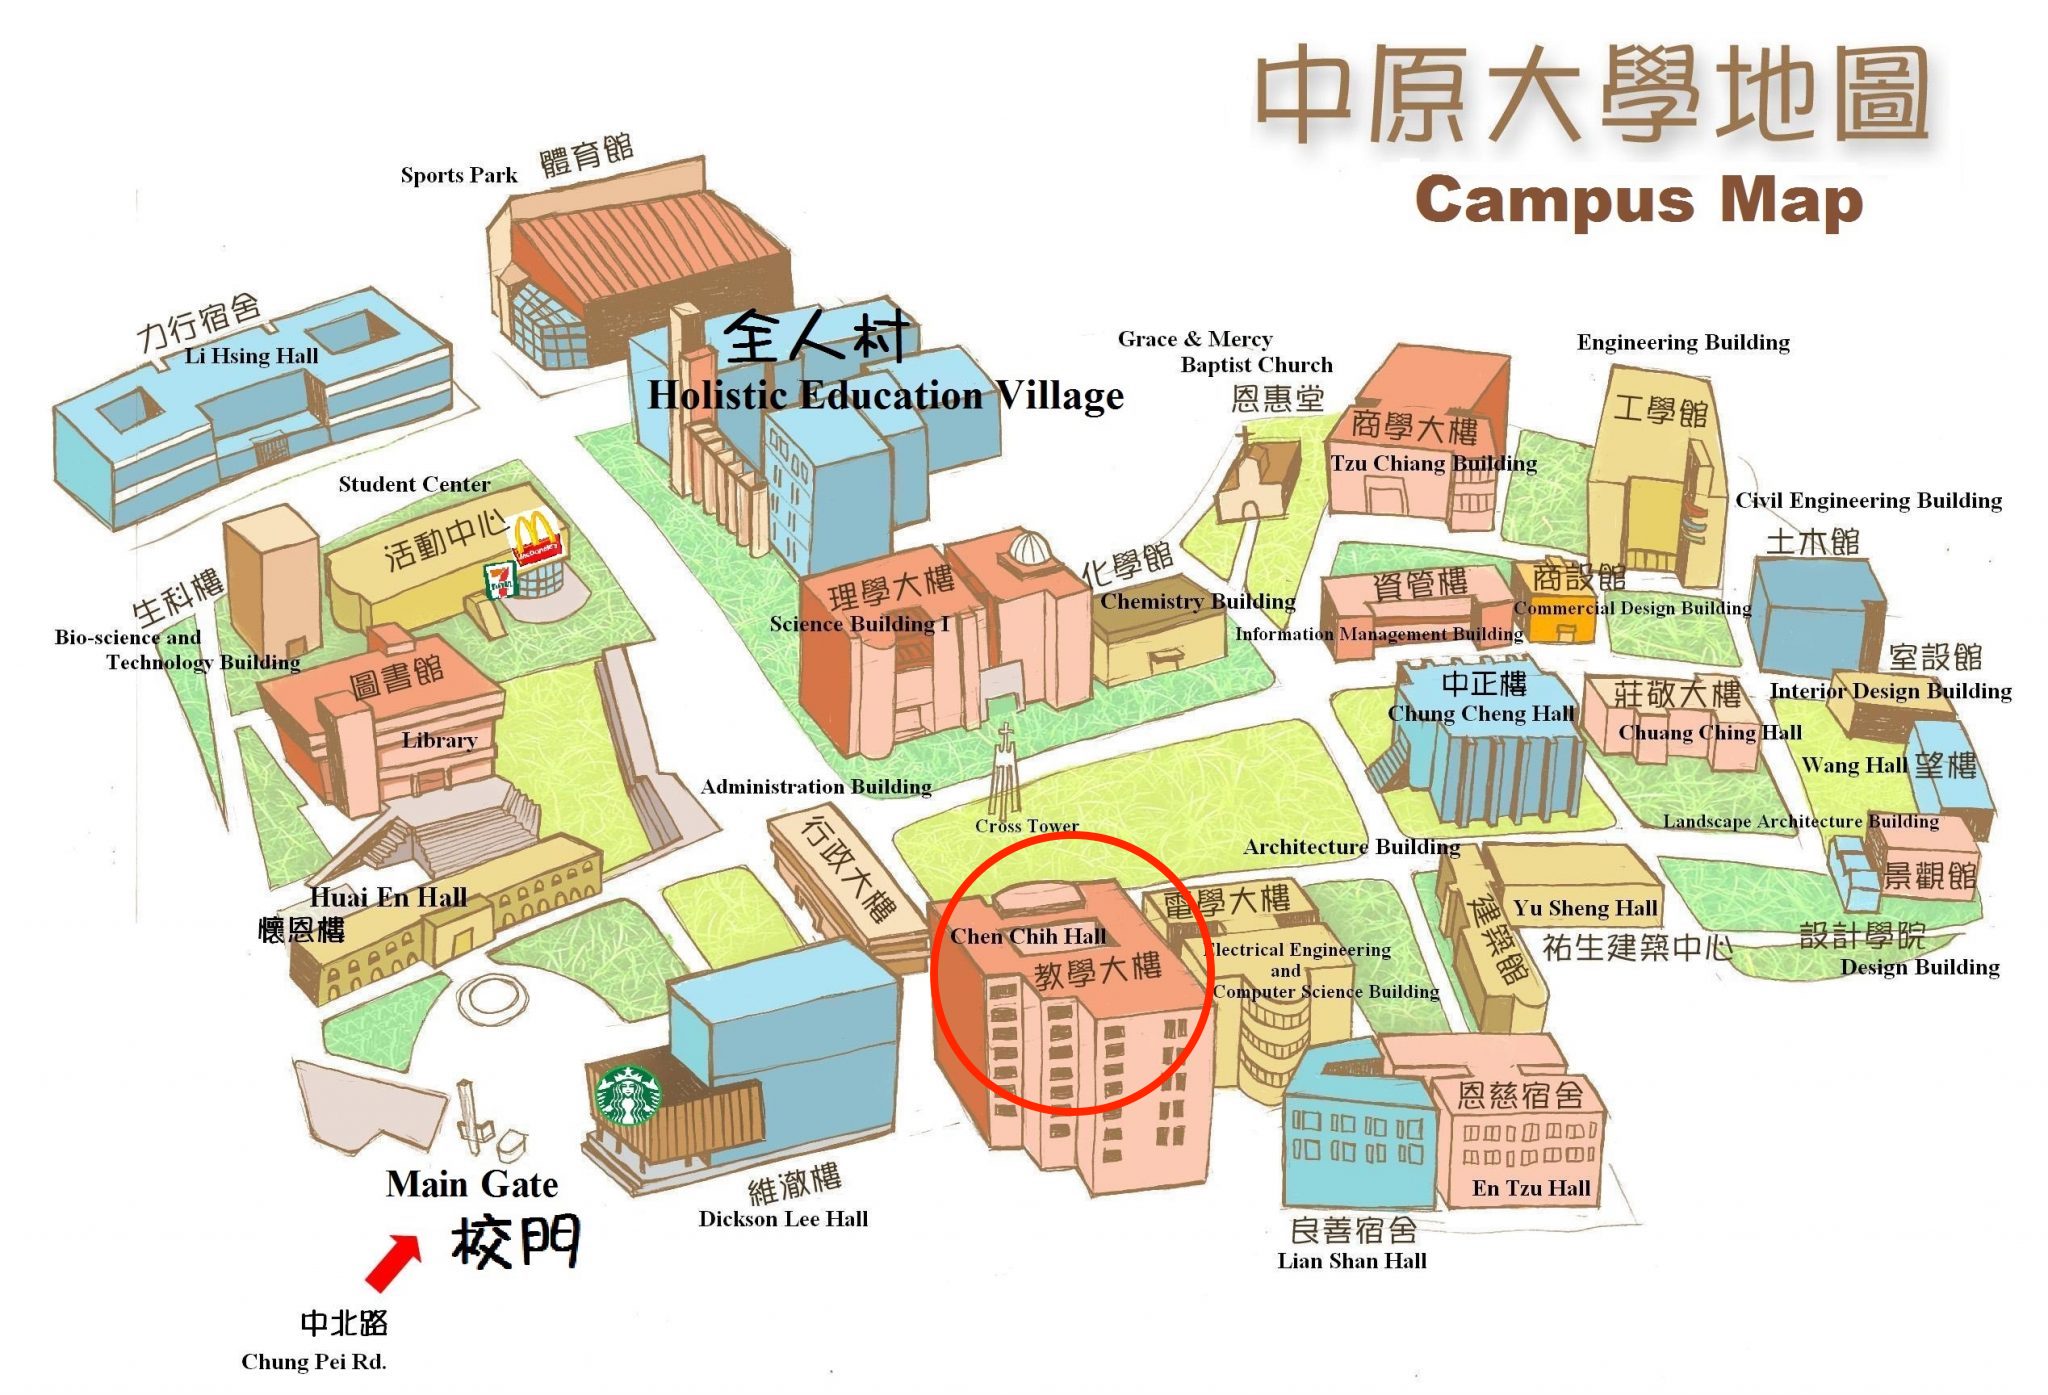 中原大學地圖
Campus Map
Sports Park
體育館
力行宿舍
Li Hsing Hall
全人村
Holistic Education Village
Grace & Mercy
Baptist Church
恩惠堂
商學大樓
Tzu Chiang Building
Engineering Building
工學館
Civil Engineering Building
土木館
Student Center
活動中心
McDonald's
7
生科樓
Bio-science and
Technology Building
圖書館
Library
理學大樓
Science Building I
化學館
Chemistry Building
資管樓
Information Management Building
商設館
Commercial Design Building
室設館
Interior Design Building
中正樓
Chung Cheng Hall
莊敬大樓
Chuang Ching Hall
Wang Hall
望樓
Landscape Architecture Building
景觀館
設計學院
Design Building
Administration Building
行政大樓
Cross Tower
Architecture Building
建築館
Yu Sheng Hall
祐生建築中心
Huai En Hall
懷恩樓
Chen Chih Hall
教學大樓
電學大樓
Electrical Engineering
and
Computer Science Building
恩慈宿舍
En Tzu Hall
良善宿舍
Lian Shan Hall
維澈樓
Dickson Lee Hall
Main Gate
校門
中北路
Chung Pei Rd.